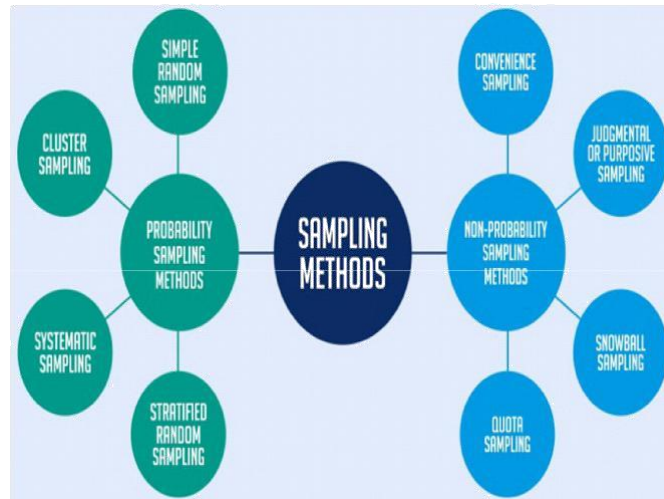 SIMPLE
RANDOM
SAMPLING
CLUSTER
SAMPLING
PROBABILITY
SAMPLING
METHODS
SYSTEMATIC
SAMPLING
STRATIFIED
RANDOM
SAMPLING
SAMPLING
METHODS
CONVENIENCE
SAMPLING
JUDGMENTAL
OR PURPOSIVE
SAMPLING
NON-PROBABILITY
SAMPLING
METHODS
SNOWBALL
SAMPLING
QUOTA
SAMPLING